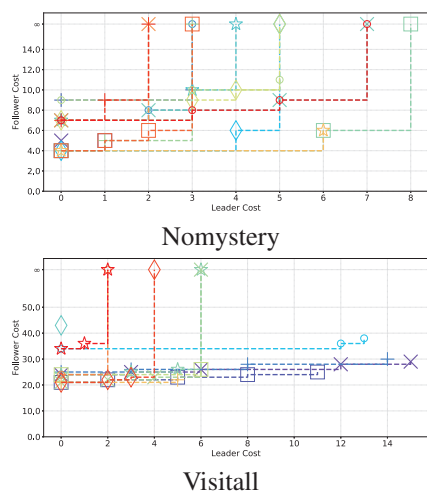 ∞
16,0
14,0
12,0
10,0
8,0
6,0
4,0
2,0
0,0
Follower Cost
0 1 2 3 4 5 6 7 8
Leader Cost
Nomystery
∞
50,0
40,0
30,0
20,0
10,0
0.0
Follower Cost
0 2 4 6 8 10 12 14
Leader Cost
Visitall